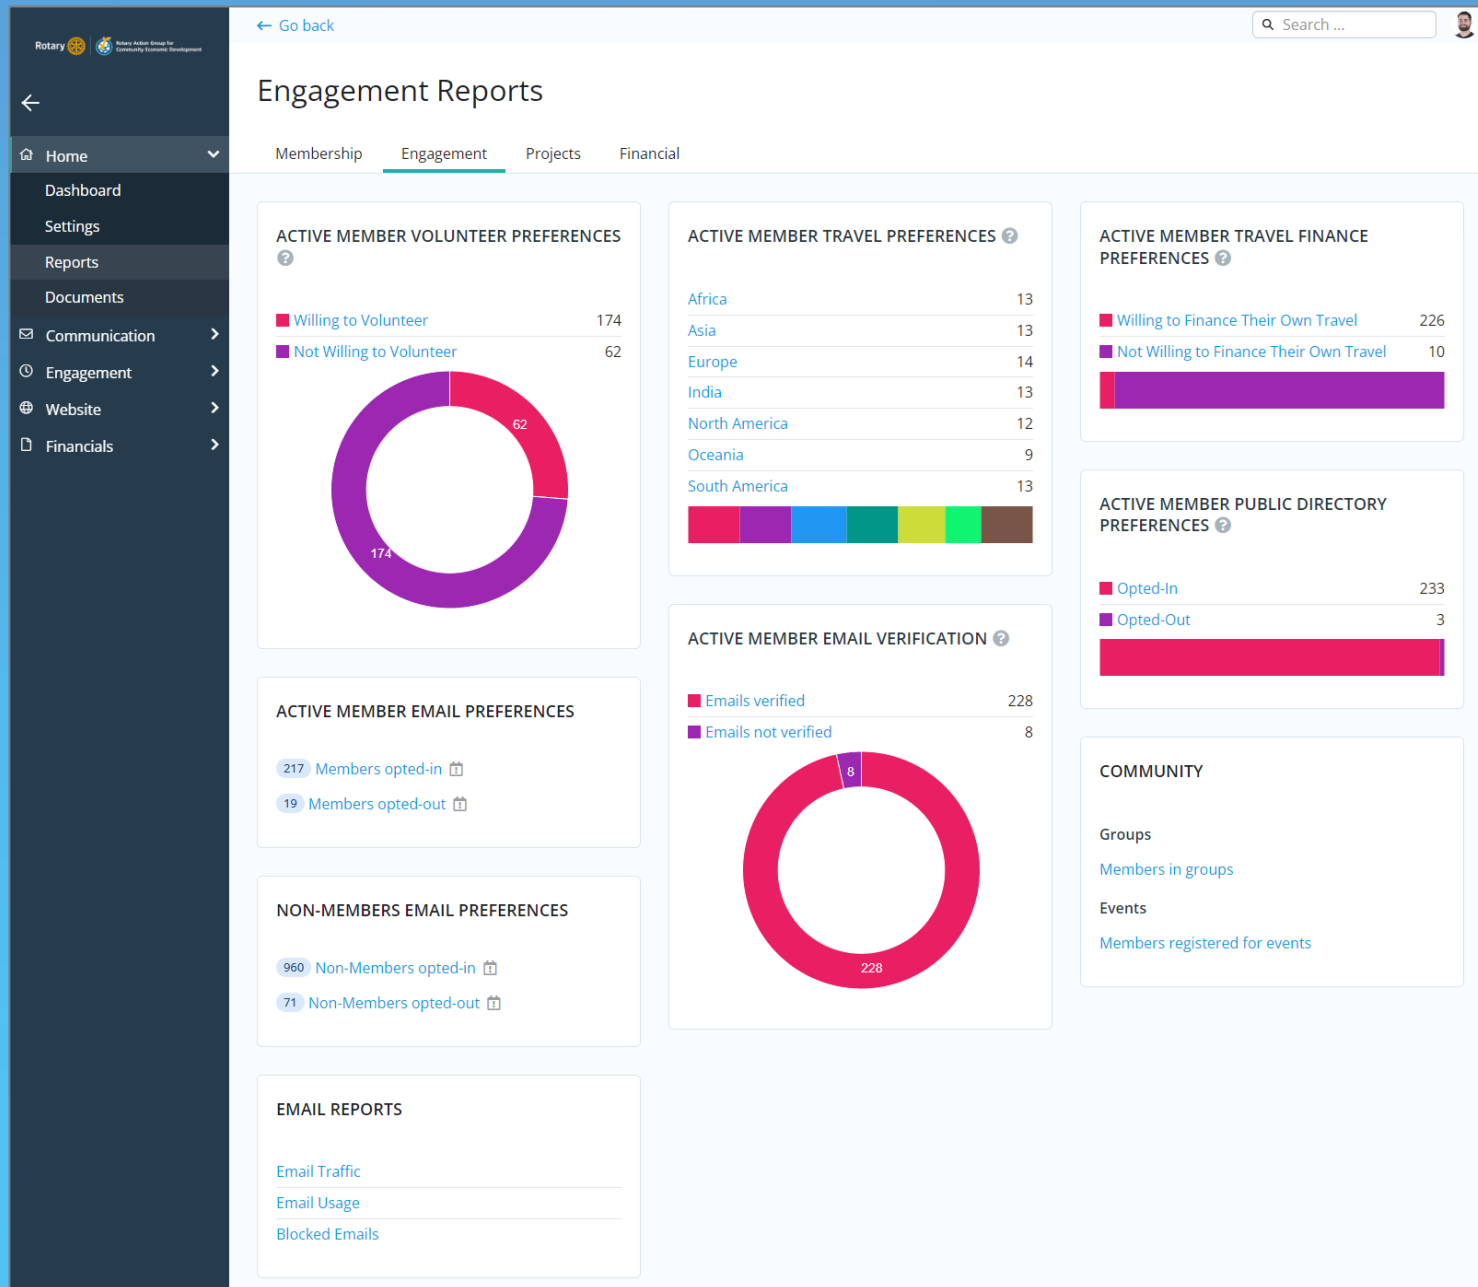 Rotary
Rotary Action Group for
Community Economic Development
Go back
Search ...
Engagement Reports
Membership
Engagement
Projects
Financial
Home
Dashboard
Settings
Reports
Documents
Communication
Engagement
Website
Financials
ACTIVE MEMBER VOLUNTEER PREFERENCES
Willing to Volunteer 174
Not Willing to Volunteer 62
62
174
ACTIVE MEMBER EMAIL PREFERENCES
217 Members opted-in
19 Members opted-out
NON-MEMBERS EMAIL PREFERENCES
960 Non-Members opted-in
71 Non-Members opted-out
EMAIL REPORTS
Email Traffic
Email Usage
Blocked Emails
ACTIVE MEMBER TRAVEL PREFERENCES
Africa 13
Asia 13
Europe 14
India 13
North America 12
Oceania 9
South America 13
ACTIVE MEMBER EMAIL VERIFICATION
Emails verified 228
Emails not verified 8
8
228
ACTIVE MEMBER TRAVEL FINANCE
PREFERENCES
Willing to Finance Their Own Travel 226
Not Willing to Finance Their Own Travel 10
ACTIVE MEMBER PUBLIC DIRECTORY
PREFERENCES
Opted-In 233
Opted-Out 3
COMMUNITY
Groups
Members in groups
Events
Members registered for events